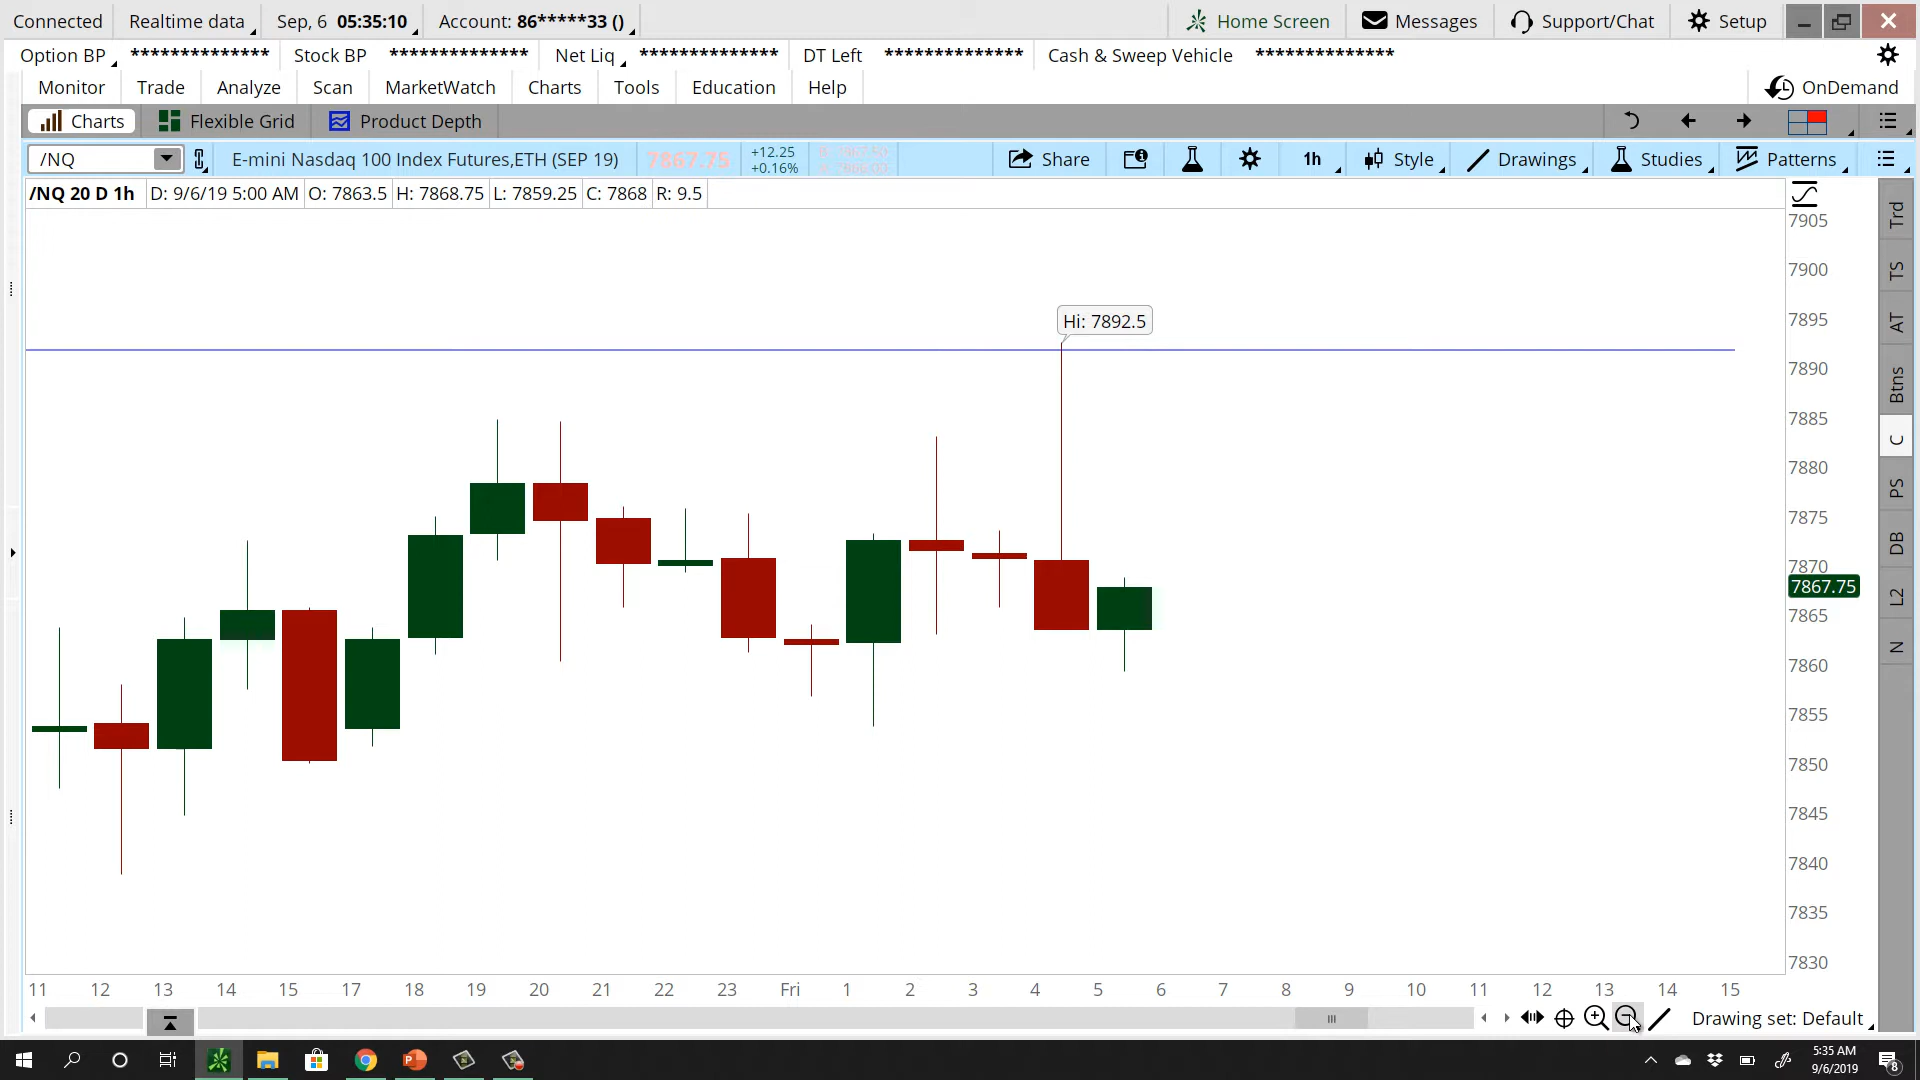 Connected Realtime data Sep, 6 05:35:10 Account: 86*****33 () Home Screen Messages Support/Chat Setup
Option BP ************** Stock BP ************** Net Liq ************** DT Left ************** Cash & Sweep Vehicle **************
Monitor Trade Analyze Scan MarketWatch Charts Tools Education Help OnDemand
Charts Flexible Grid Product Depth
/NQ E-mini Nasdaq 100 Index Futures,ETH (SEP 19) 7867.75 +12.25 Share 1h Style Drawings Studies Patterns
+0.16%
/NQ 20 D 1h D: 9/6/19 5:00 AM O: 7863.5 H: 7868.75 L: 7859.25 C: 7868 R: 9.5
7905
7900
7895
7890
7885
7880
7875
7870
7867.75
7865
7860
7855
7850
7845
7840
7835
7830
Hi: 7892.5
Trd
TS
AT
Btns
C
PS
DB
L2
N
11 12 13 14 15 17 18 19 20 21 22 23 Fri 1 2 3 4 5 6 7 8 9 10 11 12 13 14 15
Drawing set: Default
5:35 AM
9/6/2019
8